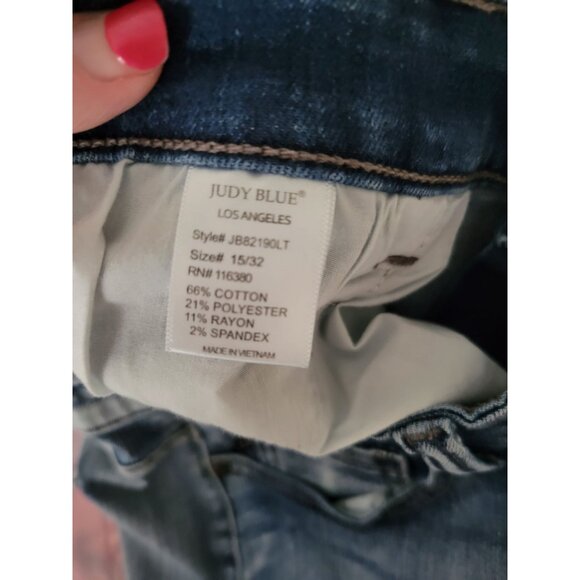 JUDY BLUE®
LOS ANGELES
Style# JB82190LT
Size# 15/32
RN# 116380
66% COTTON
21% POLYESTER
11% RAYON
2% SPANDEX
MADE IN VIETNAM